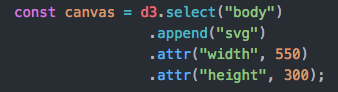 const canvas = d3.select("body")
.append("svg")
.attr("width", 550)
.attr("height", 300);